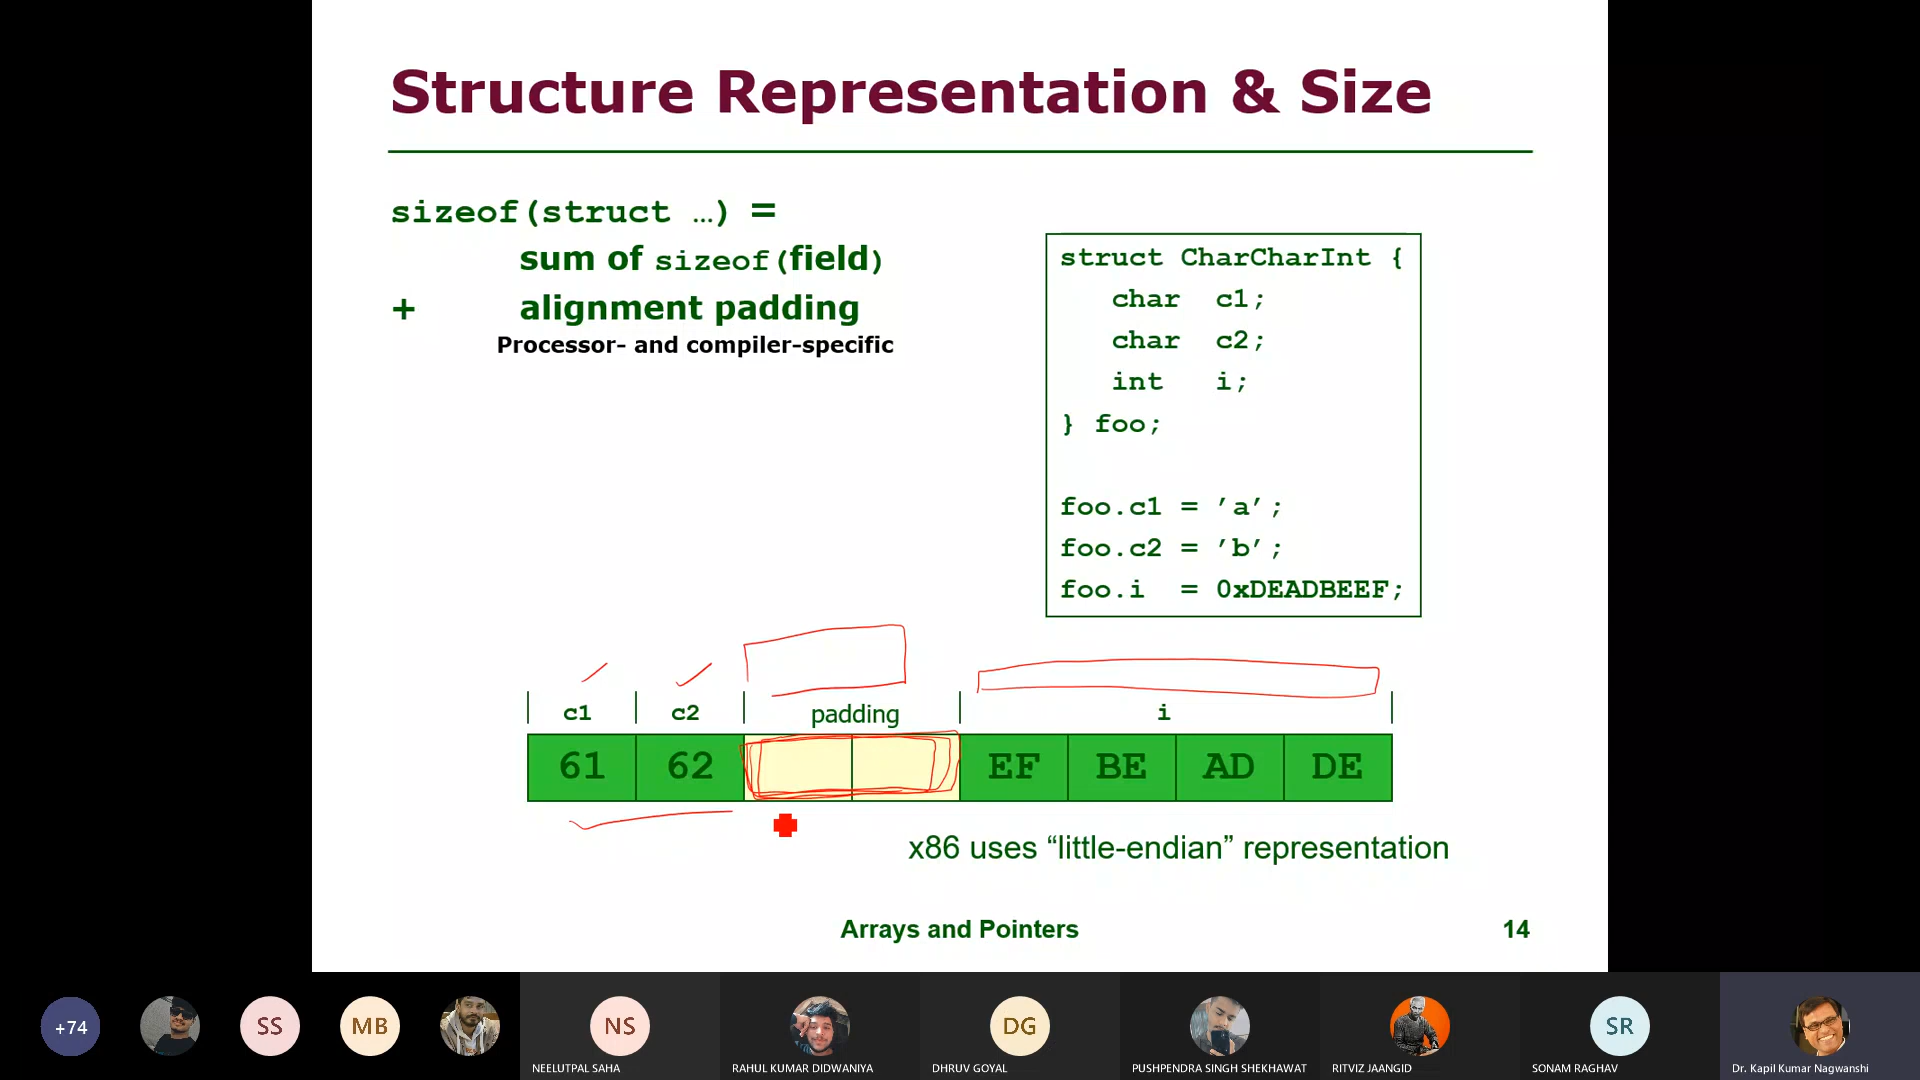 Structure Representation & Size
sizeof(struct …) =
sum of sizeof(field)
+ alignment padding
Processor- and compiler-specific
struct CharCharInt {
char c1;
char c2;
int i;
} foo;
foo.c1 = ’a’;
foo.c2 = ’b’;
foo.i = 0xDEADBEEF;
c1 c2 padding i
61 62 EF BE AD DE
x86 uses “little-endian” representation
Arrays and Pointers 14
+74 SS MB NS DG SR
NEELUTPAL SAHA RAHUL KUMAR DIDWANIYA DHRUV GOYAL PUSHPENDRA SINGH SHEKHAWAT RITVIZ JAANGID SONAM RAGHAV Dr. Kapil Kumar Nagwanshi